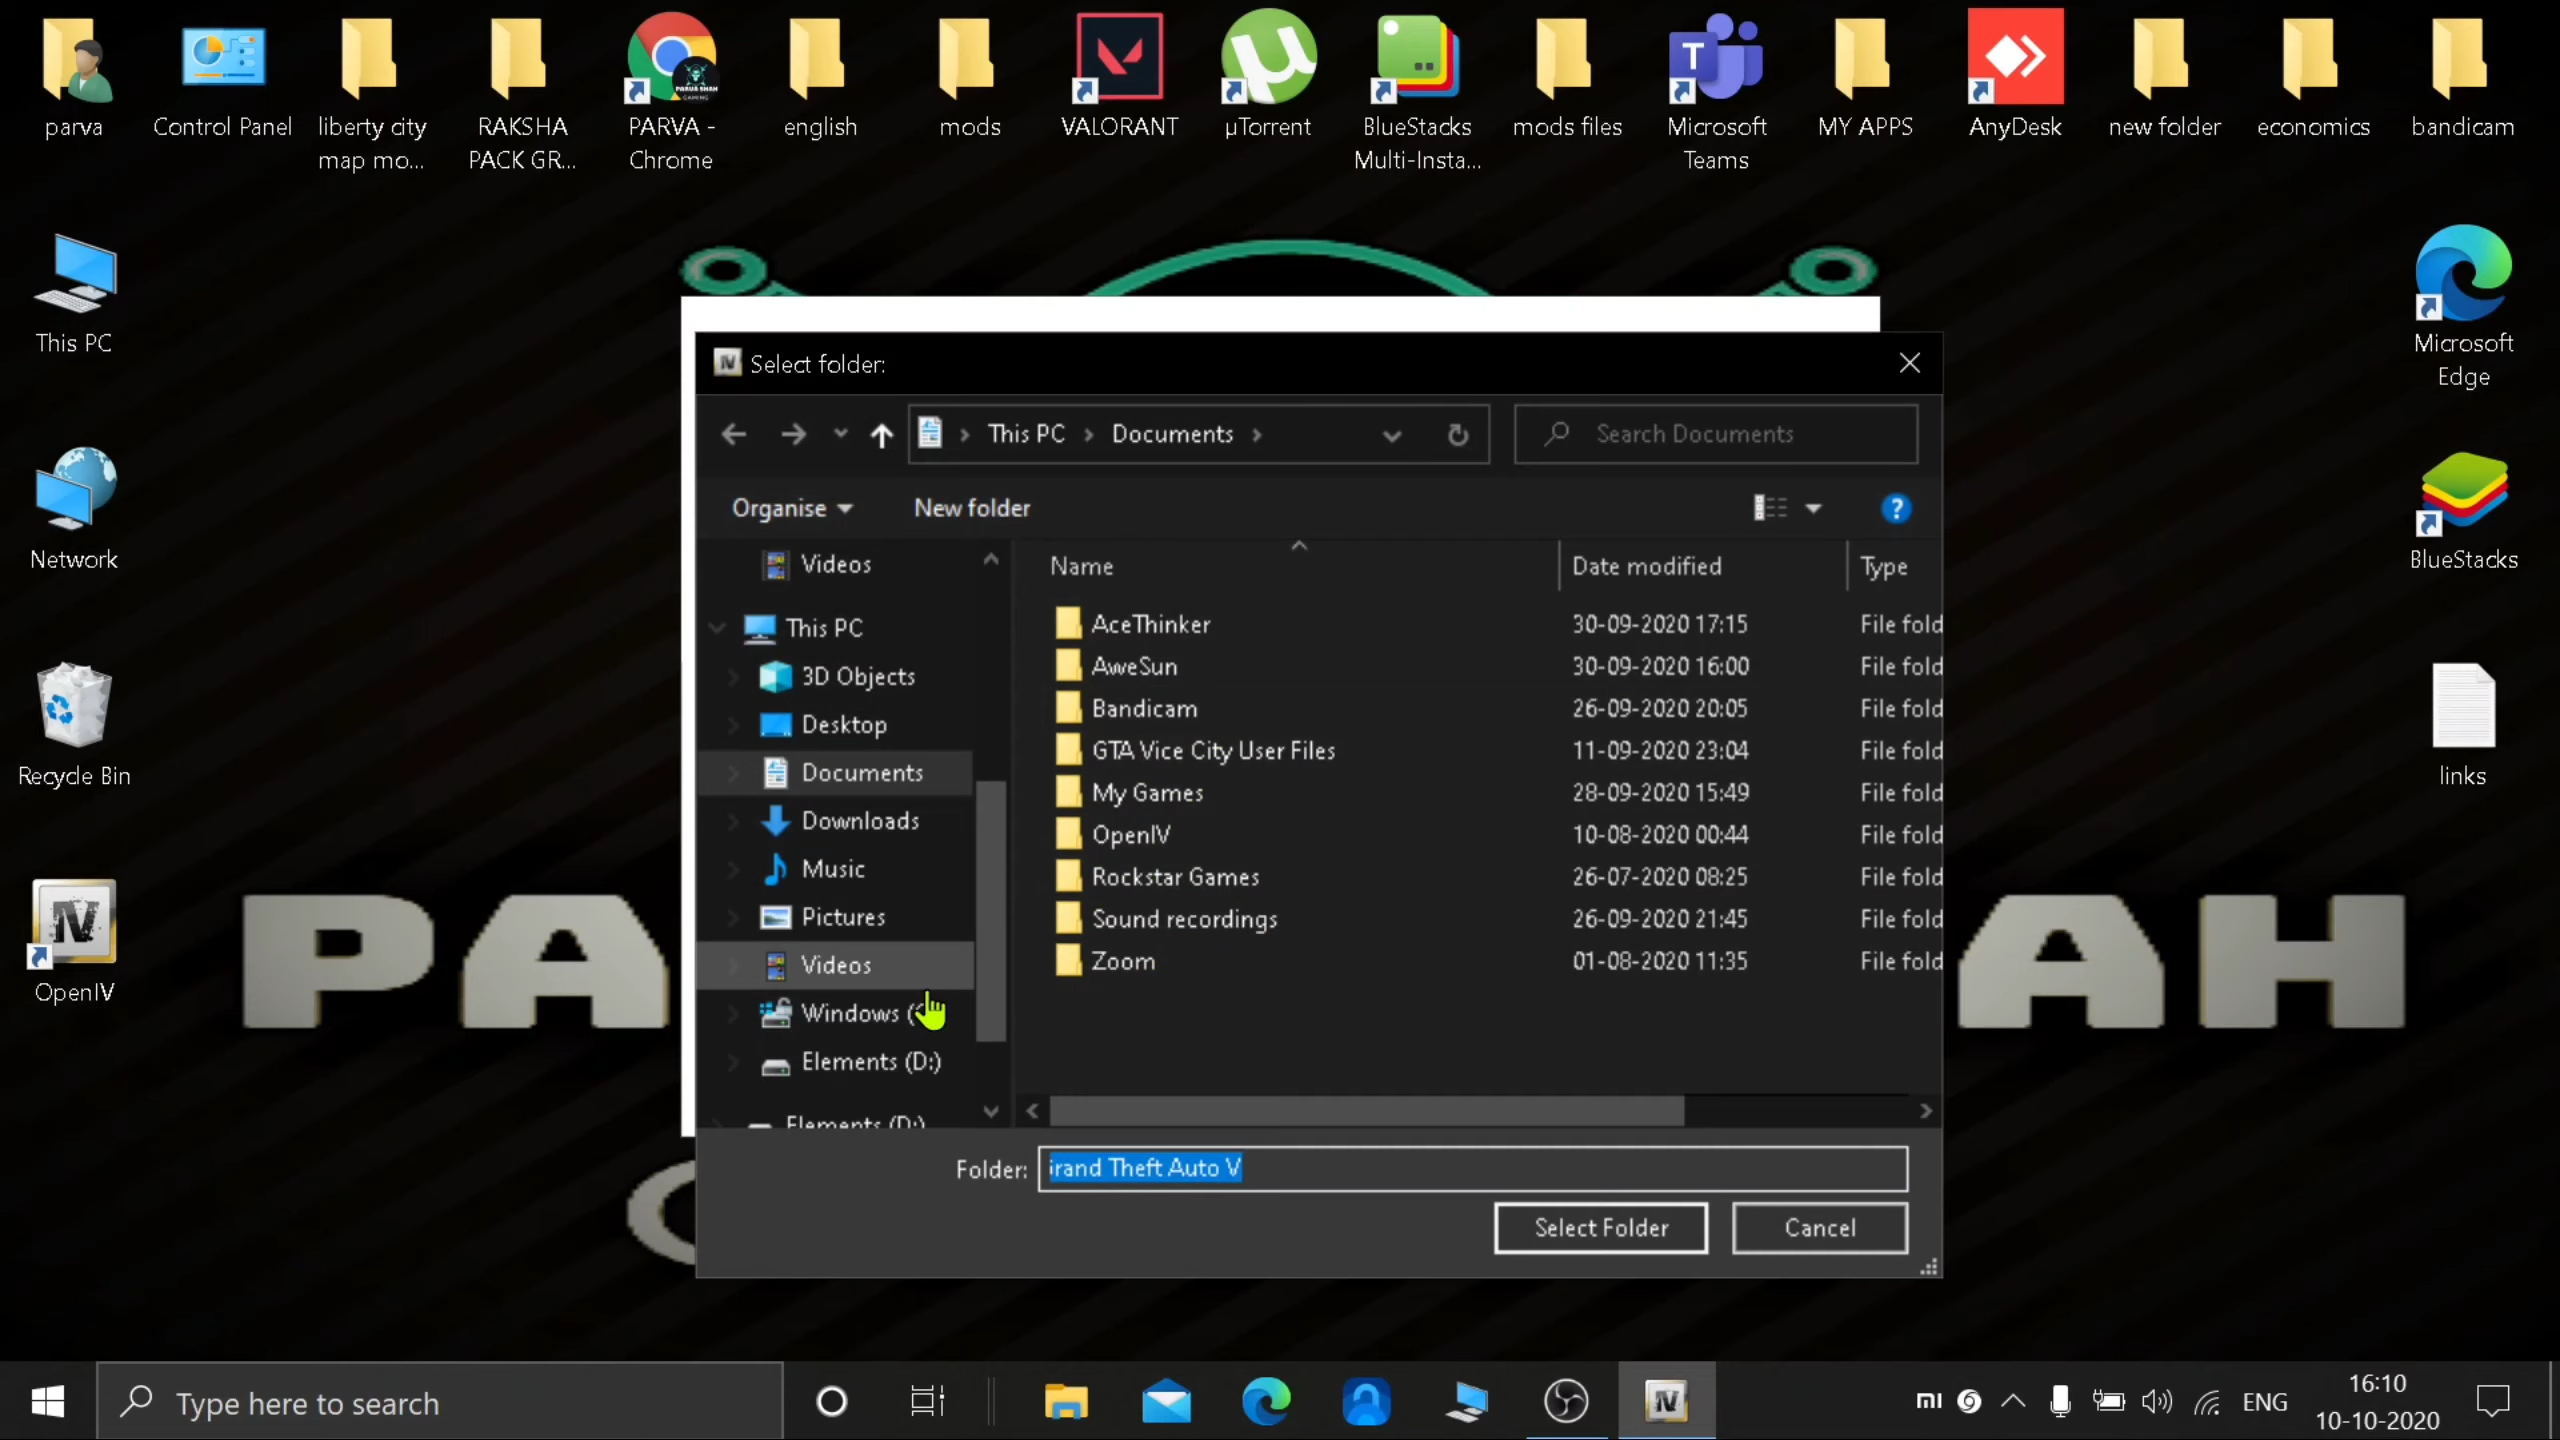 parva
Control Panel
liberty city
map mo...
RAKSHA
PACK GR...
PARVA -
Chrome
english
mods
VALORANT
µTorrent
BlueStacks
Multi-Insta...
mods files
Microsoft
Teams
MY APPS
AnyDesk
new folder
economics
bandicam
This PC
Network
Recycle Bin
OpenIV
Microsoft
Edge
BlueStacks
links
Select folder:
This PC
Documents
Search Documents
Organise
New folder
Videos
This PC
3D Objects
Desktop
Documents
Downloads
Music
Pictures
Videos
Windows (
Elements (D:)
Elements (D:)
Name Date modified Type
AceThinker 30-09-2020 17:15 File fold
AweSun 30-09-2020 16:00 File fold
Bandicam 26-09-2020 20:05 File fold
GTA Vice City User Files 11-09-2020 23:04 File fold
My Games 28-09-2020 15:49 File fold
OpenIV 10-08-2020 00:44 File fold
Rockstar Games 26-07-2020 08:25 File fold
Sound recordings 26-09-2020 21:45 File fold
Zoom 01-08-2020 11:35 File fold
Folder: rand Theft Auto V
Select Folder
Cancel
PA AH
Type here to search
ENG
16:10
10-10-2020